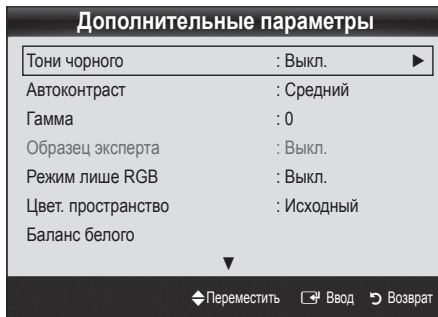 Дополнительные параметры
Тони чорного : Выкл. ▶
Автоконтраст : Средний
Гамма : 0
Образец эксперта : Выкл.
Режим лише RGB : Выкл.
Цвет. пространство : Исходный
Баланс белого
▼
Переместить Ввод Возврат